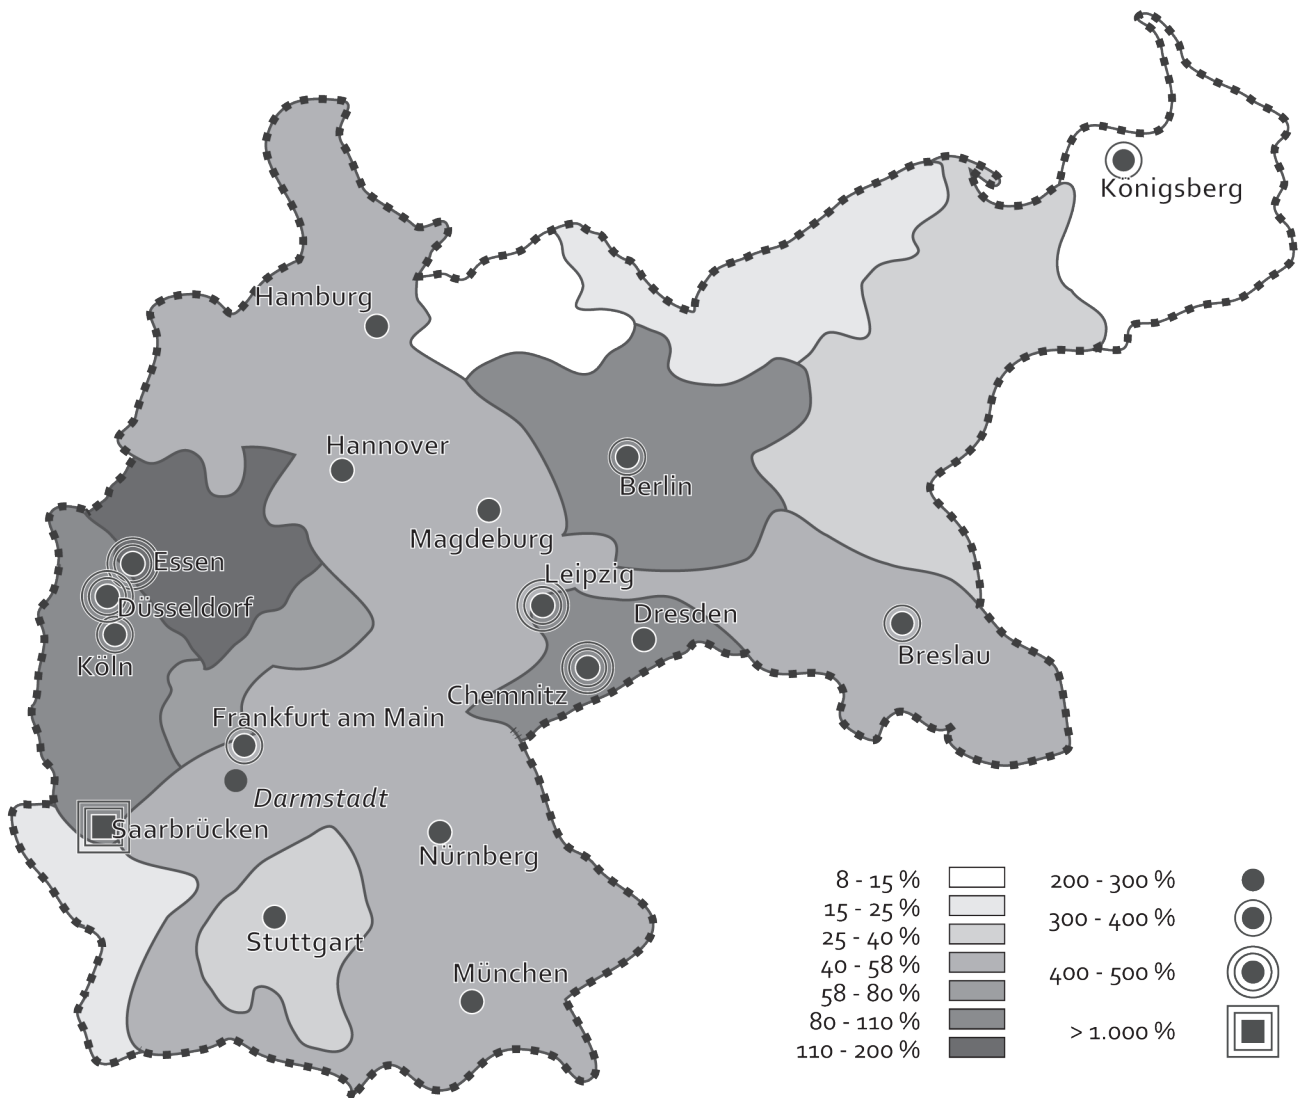 Königsberg
Hamburg
Hannover
Berlin
Magdeburg
Essen
Leipzig
Düsseldorf
Dresden
Köln
Breslau
Chemnitz
Frankfurt am Main
Darmstadt
Saarbrücken
Nürnberg
Stuttgart
München
8 - 15 % 200 - 300 %
15 - 25 % 300 - 400 %
25 - 40 %
40 - 58 % 400 - 500 %
58 - 80 %
80 - 110 % > 1.000 %
110 - 200 %